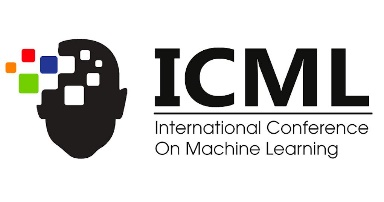 ICML
International Conference
On Machine Learning